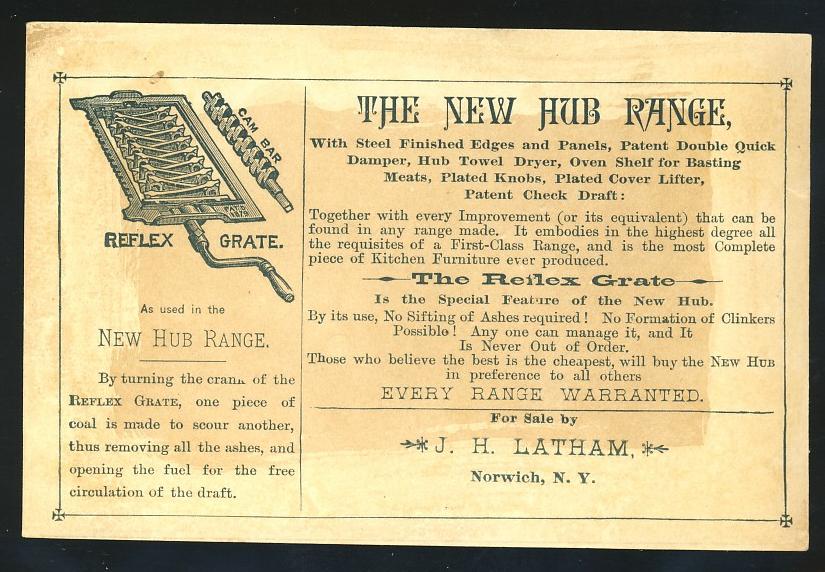 CAM BAR
PAT'D
1879
REFLEX GRATE.
As used in the
NEW HUB RANGE.
By turning the crank of the
REFLEX GRATE, one piece of
coal is made to scour another,
thus removing all the ashes, and
opening the fuel for the free
circulation of the draft.
THE NEW HUB RANGE,
With Steel Finished Edges and Panels, Patent Double Quick
Damper, Hub Towel Dryer, Oven Shelf for Basting
Meats, Plated Knobs, Plated Cover Lifter,
Patent Check Draft:
Together with every Improvement (or its equivalent) that can be
found in any range made. It embodies in the highest degree all
the requisites of a First-Class Range, and is the most Complete
piece of Kitchen Furniture ever produced.
The Reflex Grate
Is the Special Feature of the New Hub.
By its use, No Sifting of Ashes required! No Formation of Clinkers
Possible! Any one can manage it, and It
Is Never Out of Order.
Those who believe the best is the cheapest, will buy the NEW HUB
in preference to all others
EVERY RANGE WARRANTED.
For Sale by
J. H. LATHAM,
Norwich, N. Y.